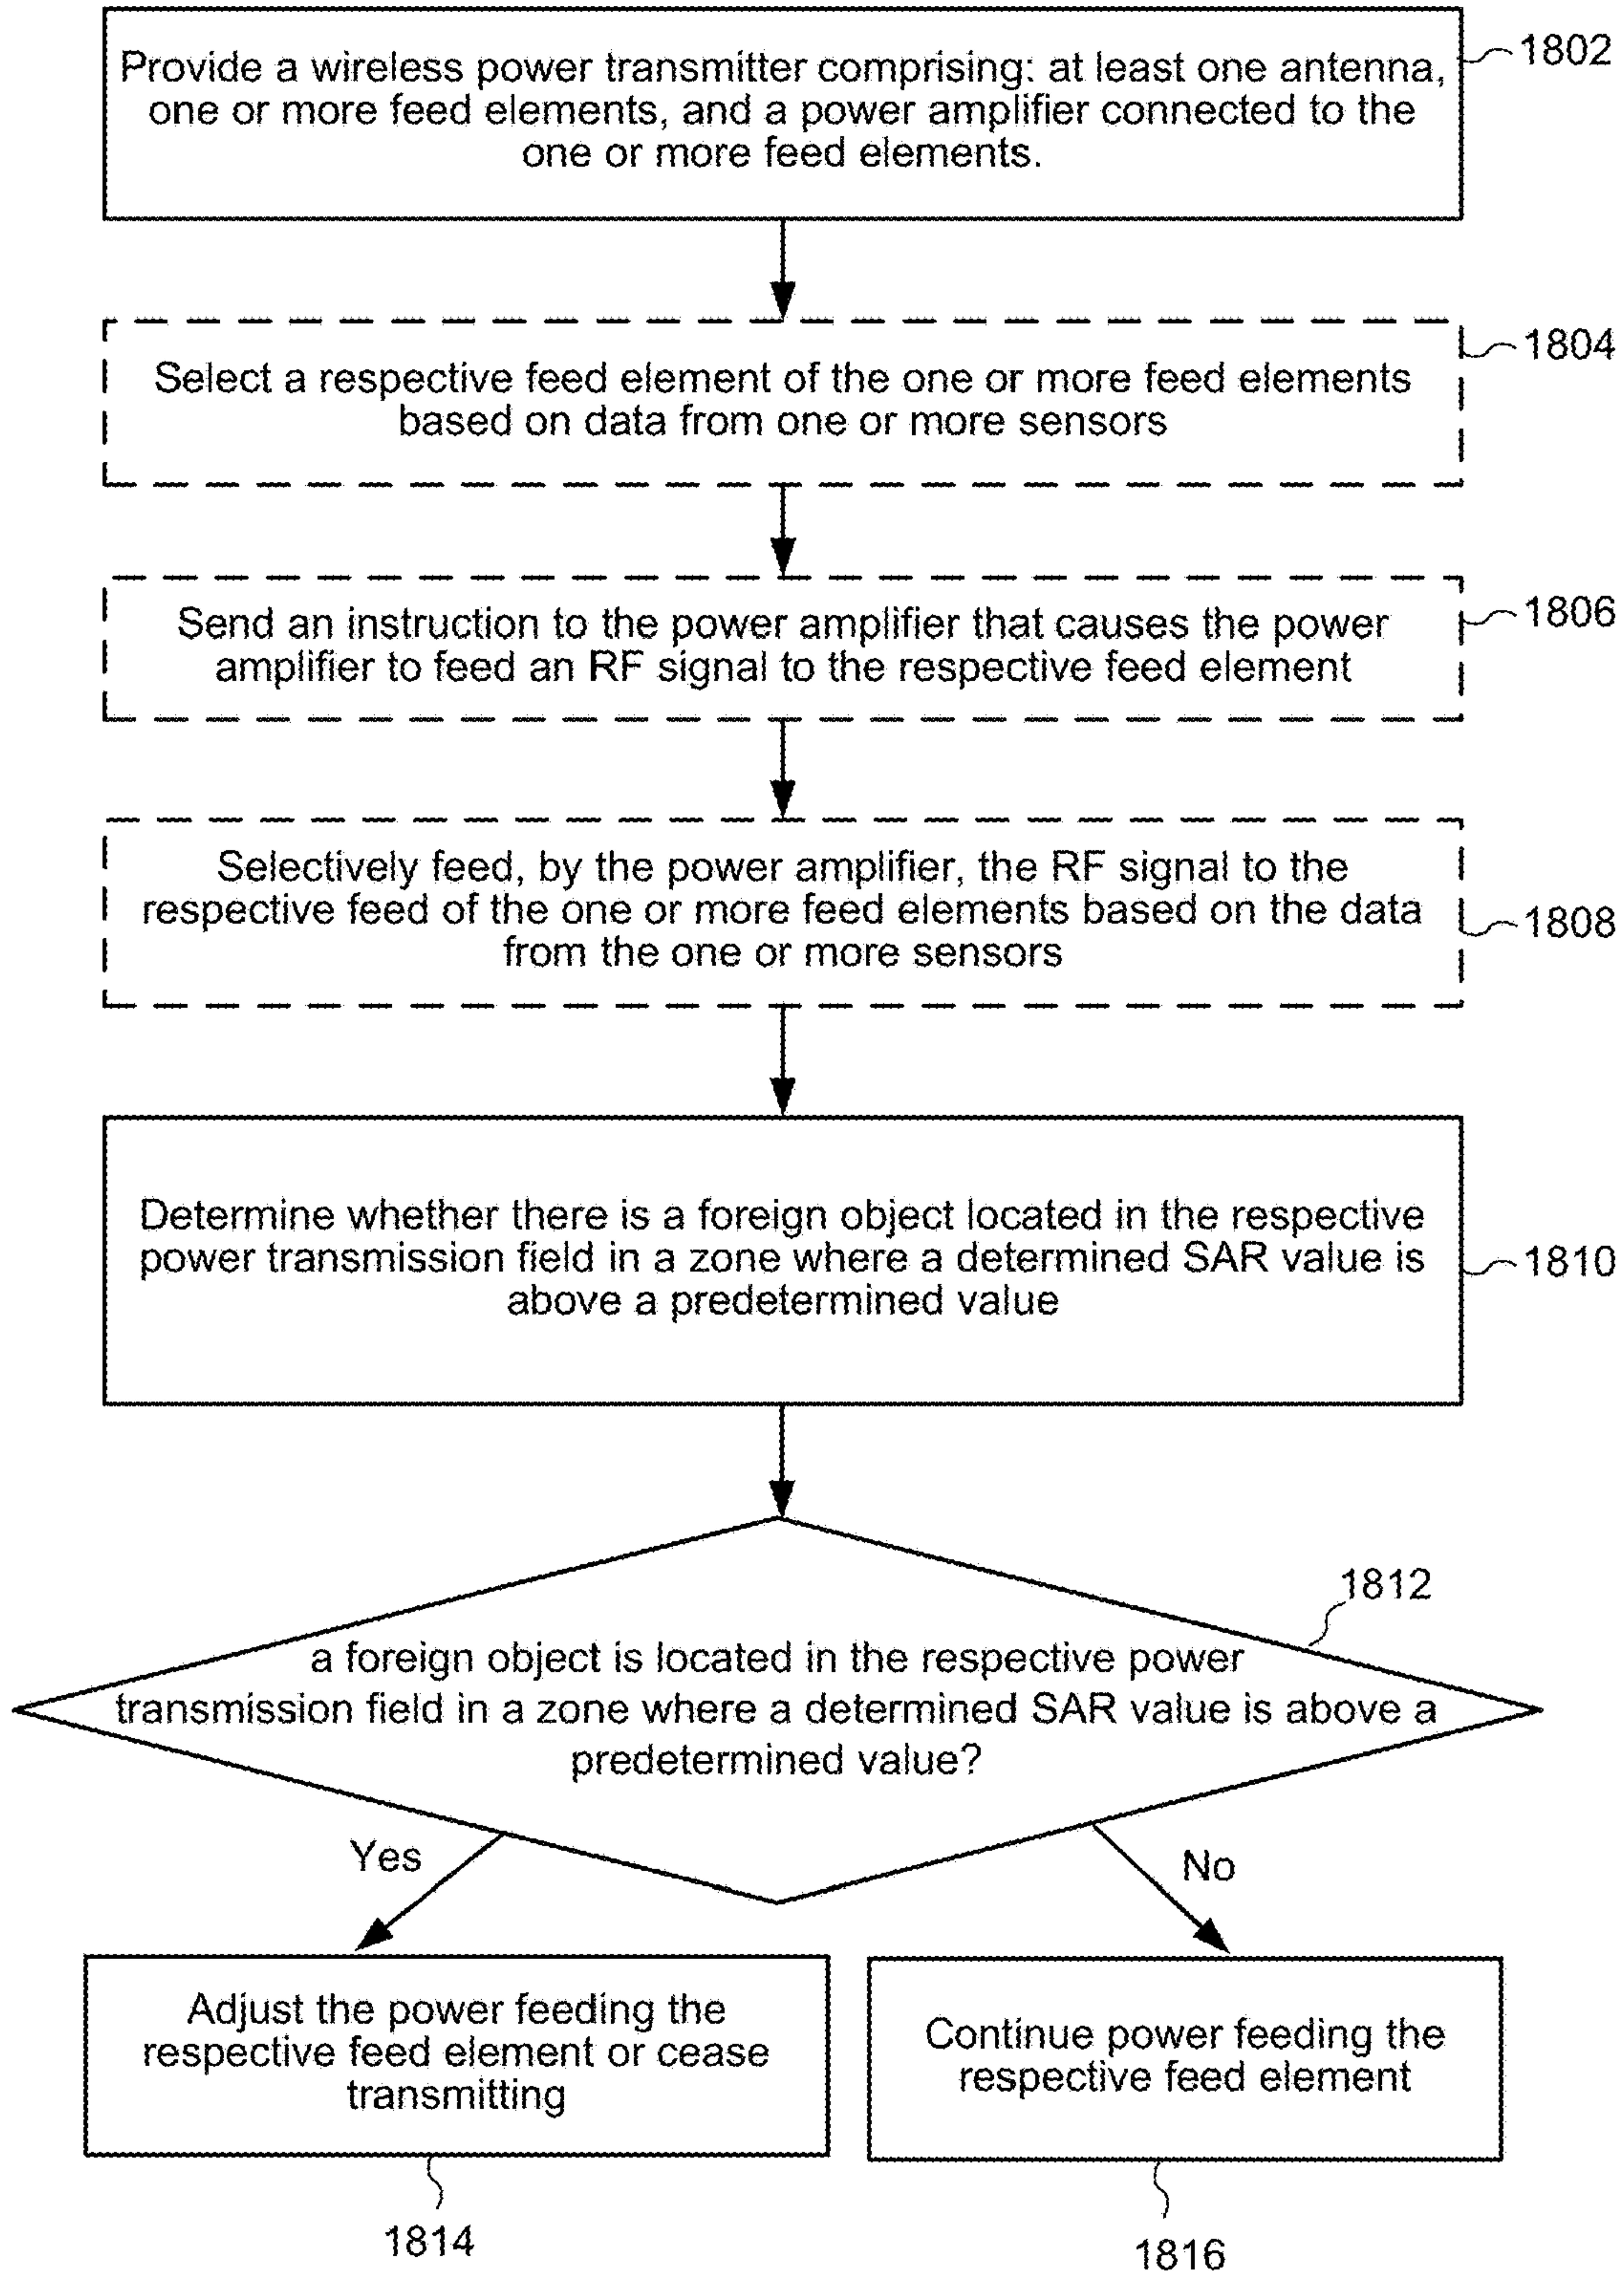 Provide a wireless power transmitter comprising: at least one antenna,
one or more feed elements, and a power amplifier connected to the
one or more feed elements.
1802
Select a respective feed element of the one or more feed elements
based on data from one or more sensors
1804
Send an instruction to the power amplifier that causes the power
amplifier to feed an RF signal to the respective feed element
1806
Selectively feed, by the power amplifier, the RF signal to the
respective feed of the one or more feed elements based on the data
from the one or more sensors
1808
Determine whether there is a foreign object located in the respective
power transmission field in a zone where a determined SAR value is
above a predetermined value
1810
1812
a foreign object is located in the respective power
transmission field in a zone where a determined SAR value is above a
predetermined value?
Yes
No
Adjust the power feeding the
respective feed element or cease
transmitting
1814
Continue power feeding the
respective feed element
1816